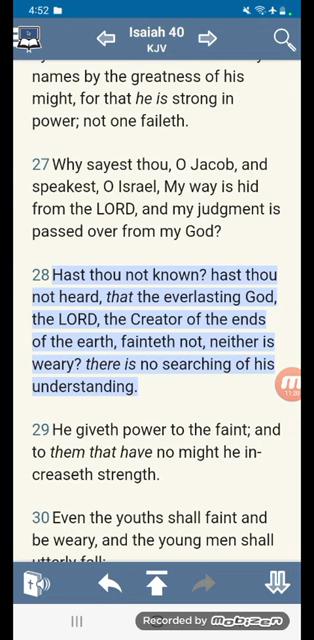 4:52
Isaiah 40
KJV
names by the greatness of his
might, for that he is strong in
power; not one faileth.
27 Why sayest thou, O Jacob, and
speakest, O Israel, My way is hid
from the LORD, and my judgment is
passed over from my God?
28 Hast thou not known? hast thou
not heard, that the everlasting God,
the LORD, the Creator of the ends
of the earth, fainteth not, neither is
weary? there is no searching of his
understanding.
29 He giveth power to the faint; and
to them that have no might he in-
creaseth strength.
30 Even the youths shall faint and
be weary, and the young men shall
utterly fall:
Recorded by mobizen